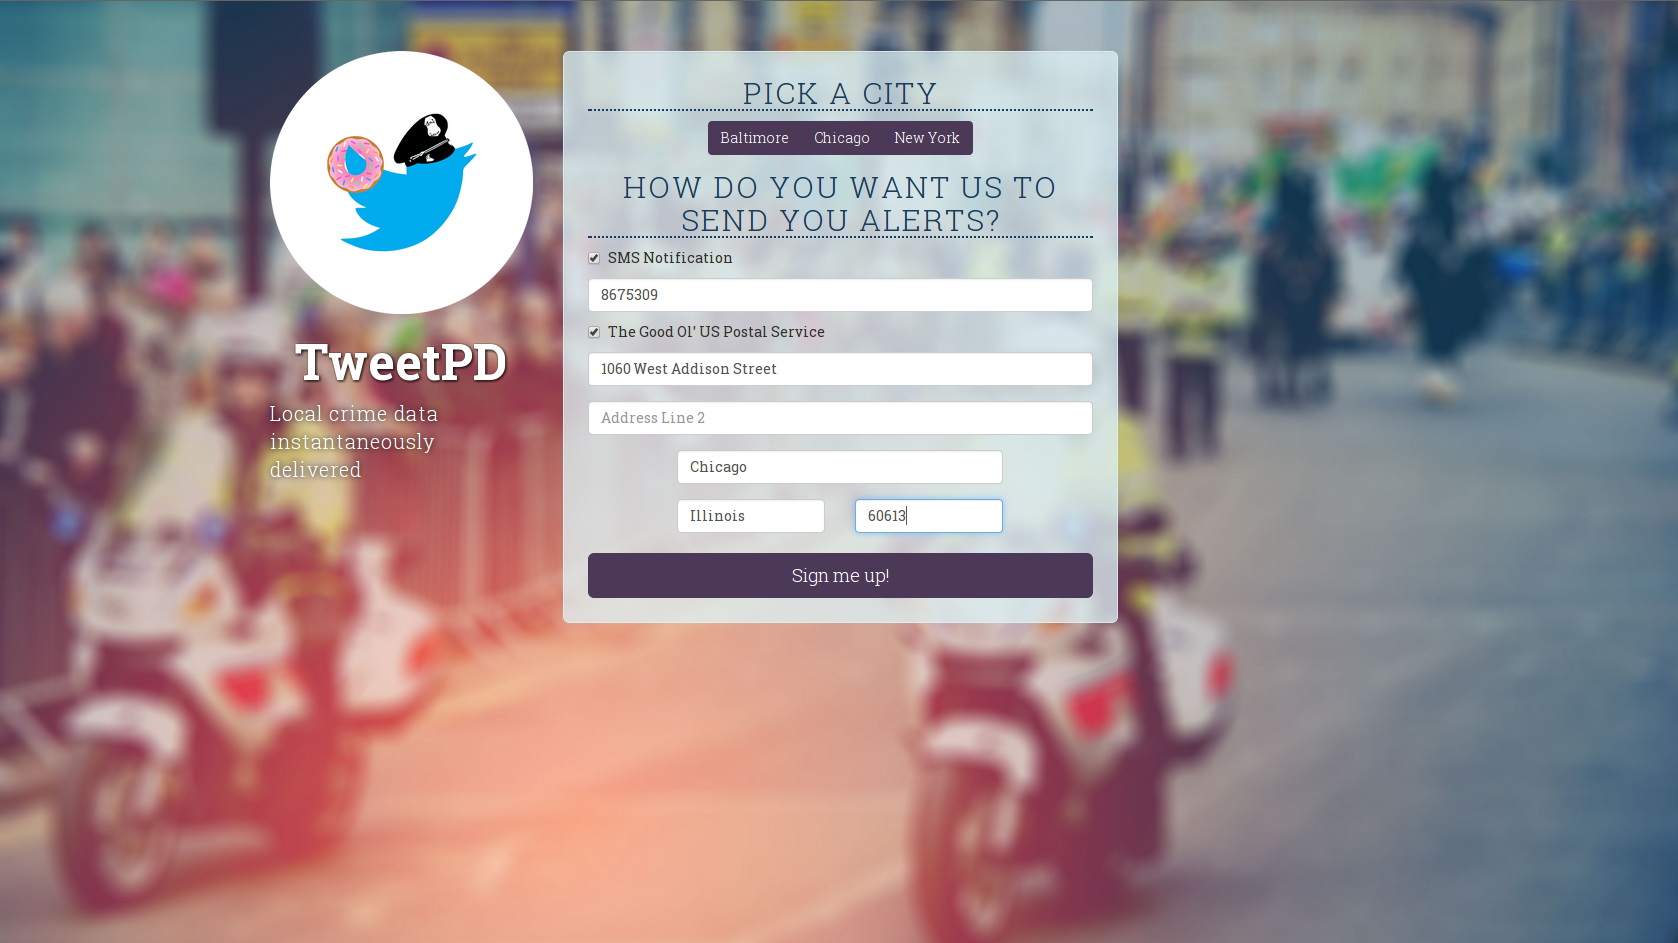 TweetPD
Local crime data
instantaneously
delivered
PICK A CITY
Baltimore Chicago New York
HOW DO YOU WANT US TO
SEND YOU ALERTS?
SMS Notification
8675309
The Good Ol' US Postal Service
1060 West Addison Street
Address Line 2
Chicago
Illinois 60613
Sign me up!